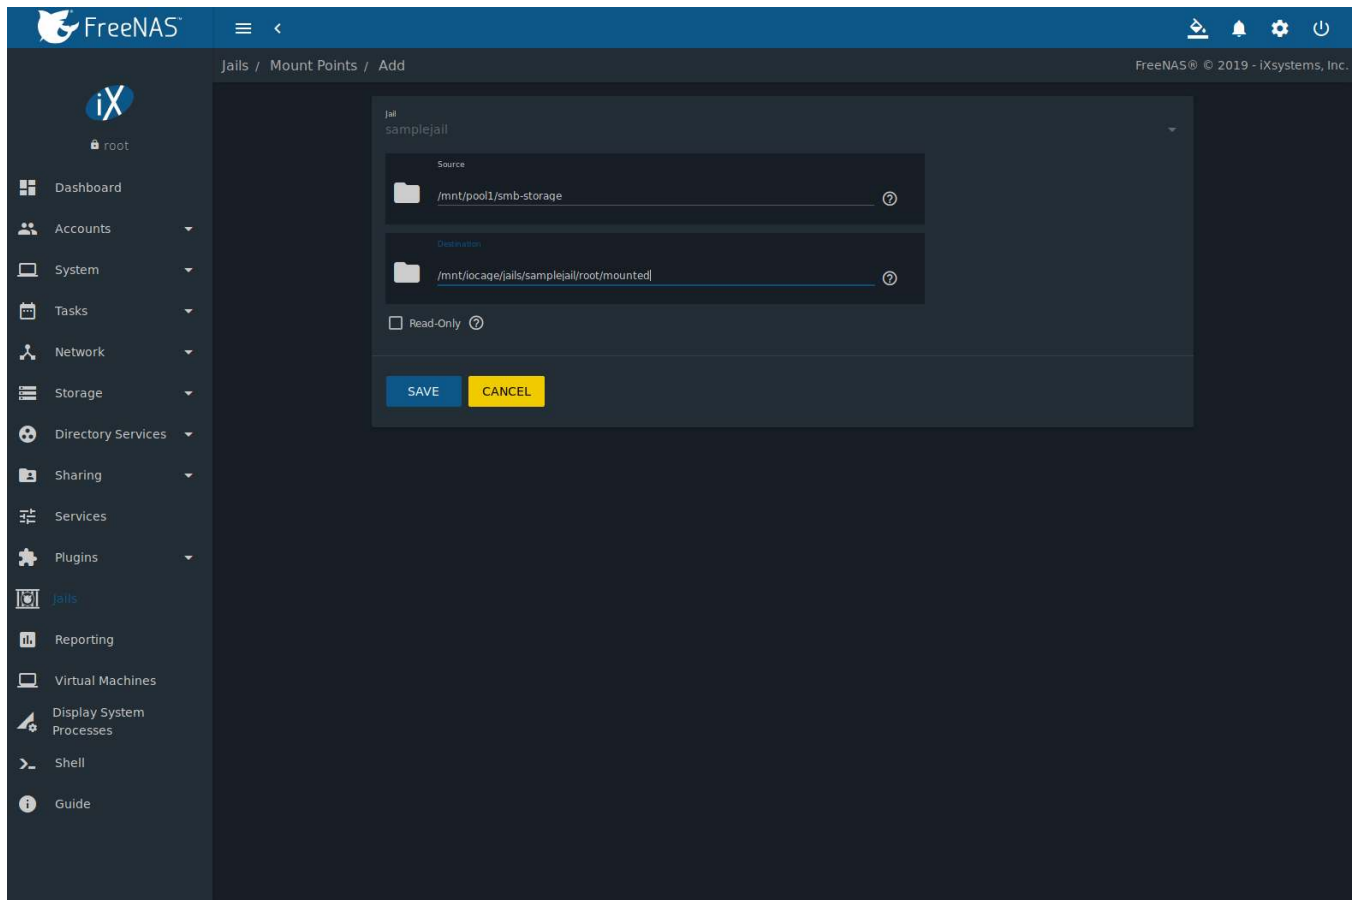 FreeNAS™
Jails / Mount Points / Add
FreeNAS® © 2019 - iXsystems, Inc.
iX
root
Dashboard
Accounts
System
Tasks
Network
Storage
Directory Services
Sharing
Services
Plugins
Jails
Reporting
Virtual Machines
Display System
Processes
Shell
Guide
Jail
samplejail
Source
/mnt/pool1/smb-storage
Destination
/mnt/iocage/jails/samplejail/root/mounted
Read-Only
SAVE
CANCEL